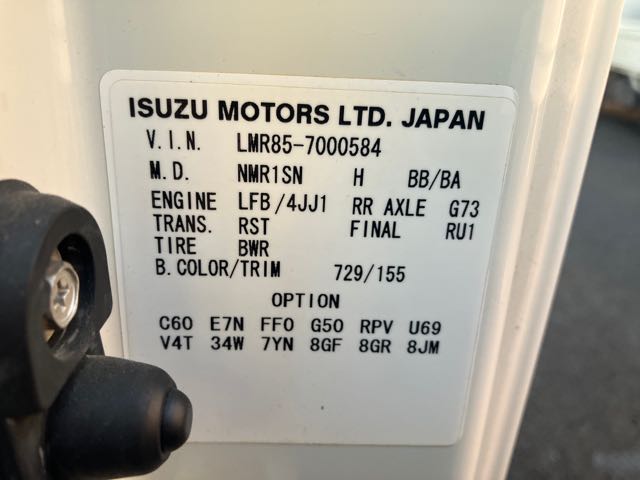 ISUZU MOTORS LTD. JAPAN
V.I.N. LMR85-7000584
M.D. NMR1SN H BB/BA
ENGINE LFB/4JJ1 RR AXLE G73
TRANS. RST FINAL RU1
TIRE BWR
B.COLOR/TRIM 729/155
OPTION
C60 E7N FF0 G50 RPV U69
V4T 34W 7YN 8GF 8GR 8JM